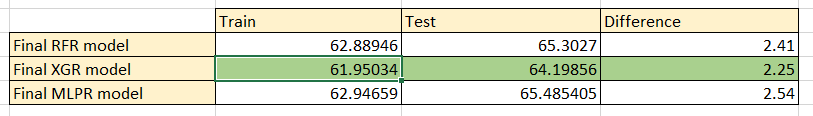 Train Test Difference
Final RFR model 62.88946 65.3027 2.41
Final XGR model 61.95034 64.19856 2.25
Final MLPR model 62.94659 65.485405 2.54